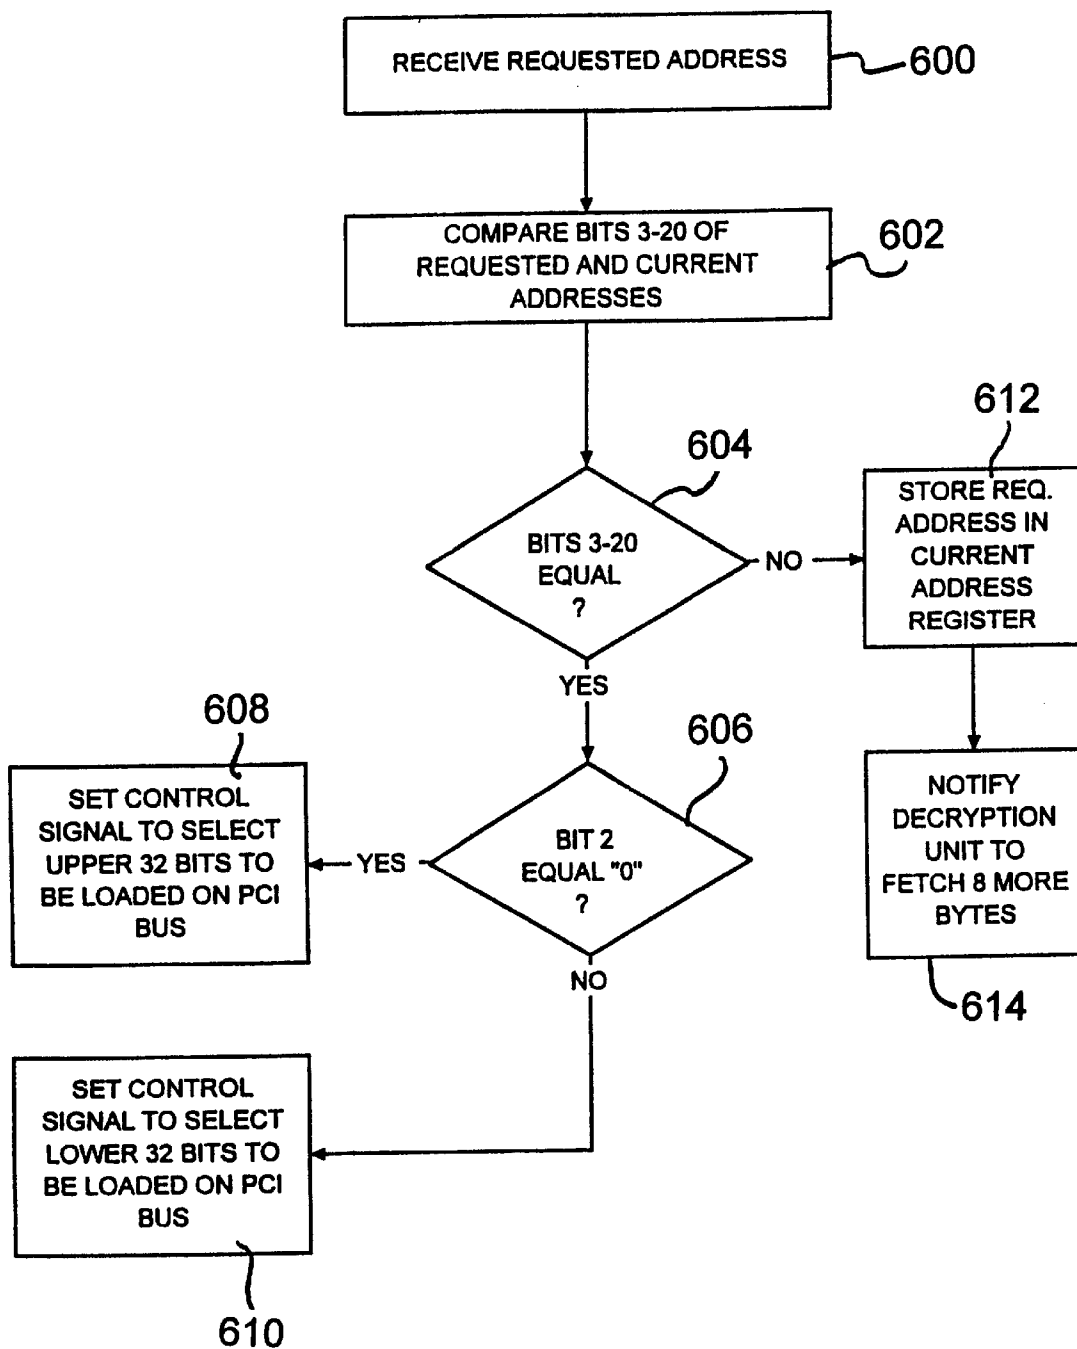 RECEIVE REQUESTED ADDRESS
600
COMPARE BITS 3-20 OF
REQUESTED AND CURRENT
ADDRESSES
602
604
BITS 3-20
EQUAL
?
NO
YES
612
STORE REQ.
ADDRESS IN
CURRENT
ADDRESS
REGISTER
606
BIT 2
EQUAL "0"
?
YES
NO
608
SET CONTROL
SIGNAL TO SELECT
UPPER 32 BITS TO
BE LOADED ON PCI
BUS
NOTIFY
DECRYPTION
UNIT TO
FETCH 8 MORE
BYTES
614
SET CONTROL
SIGNAL TO SELECT
LOWER 32 BITS TO
BE LOADED ON PCI
BUS
610